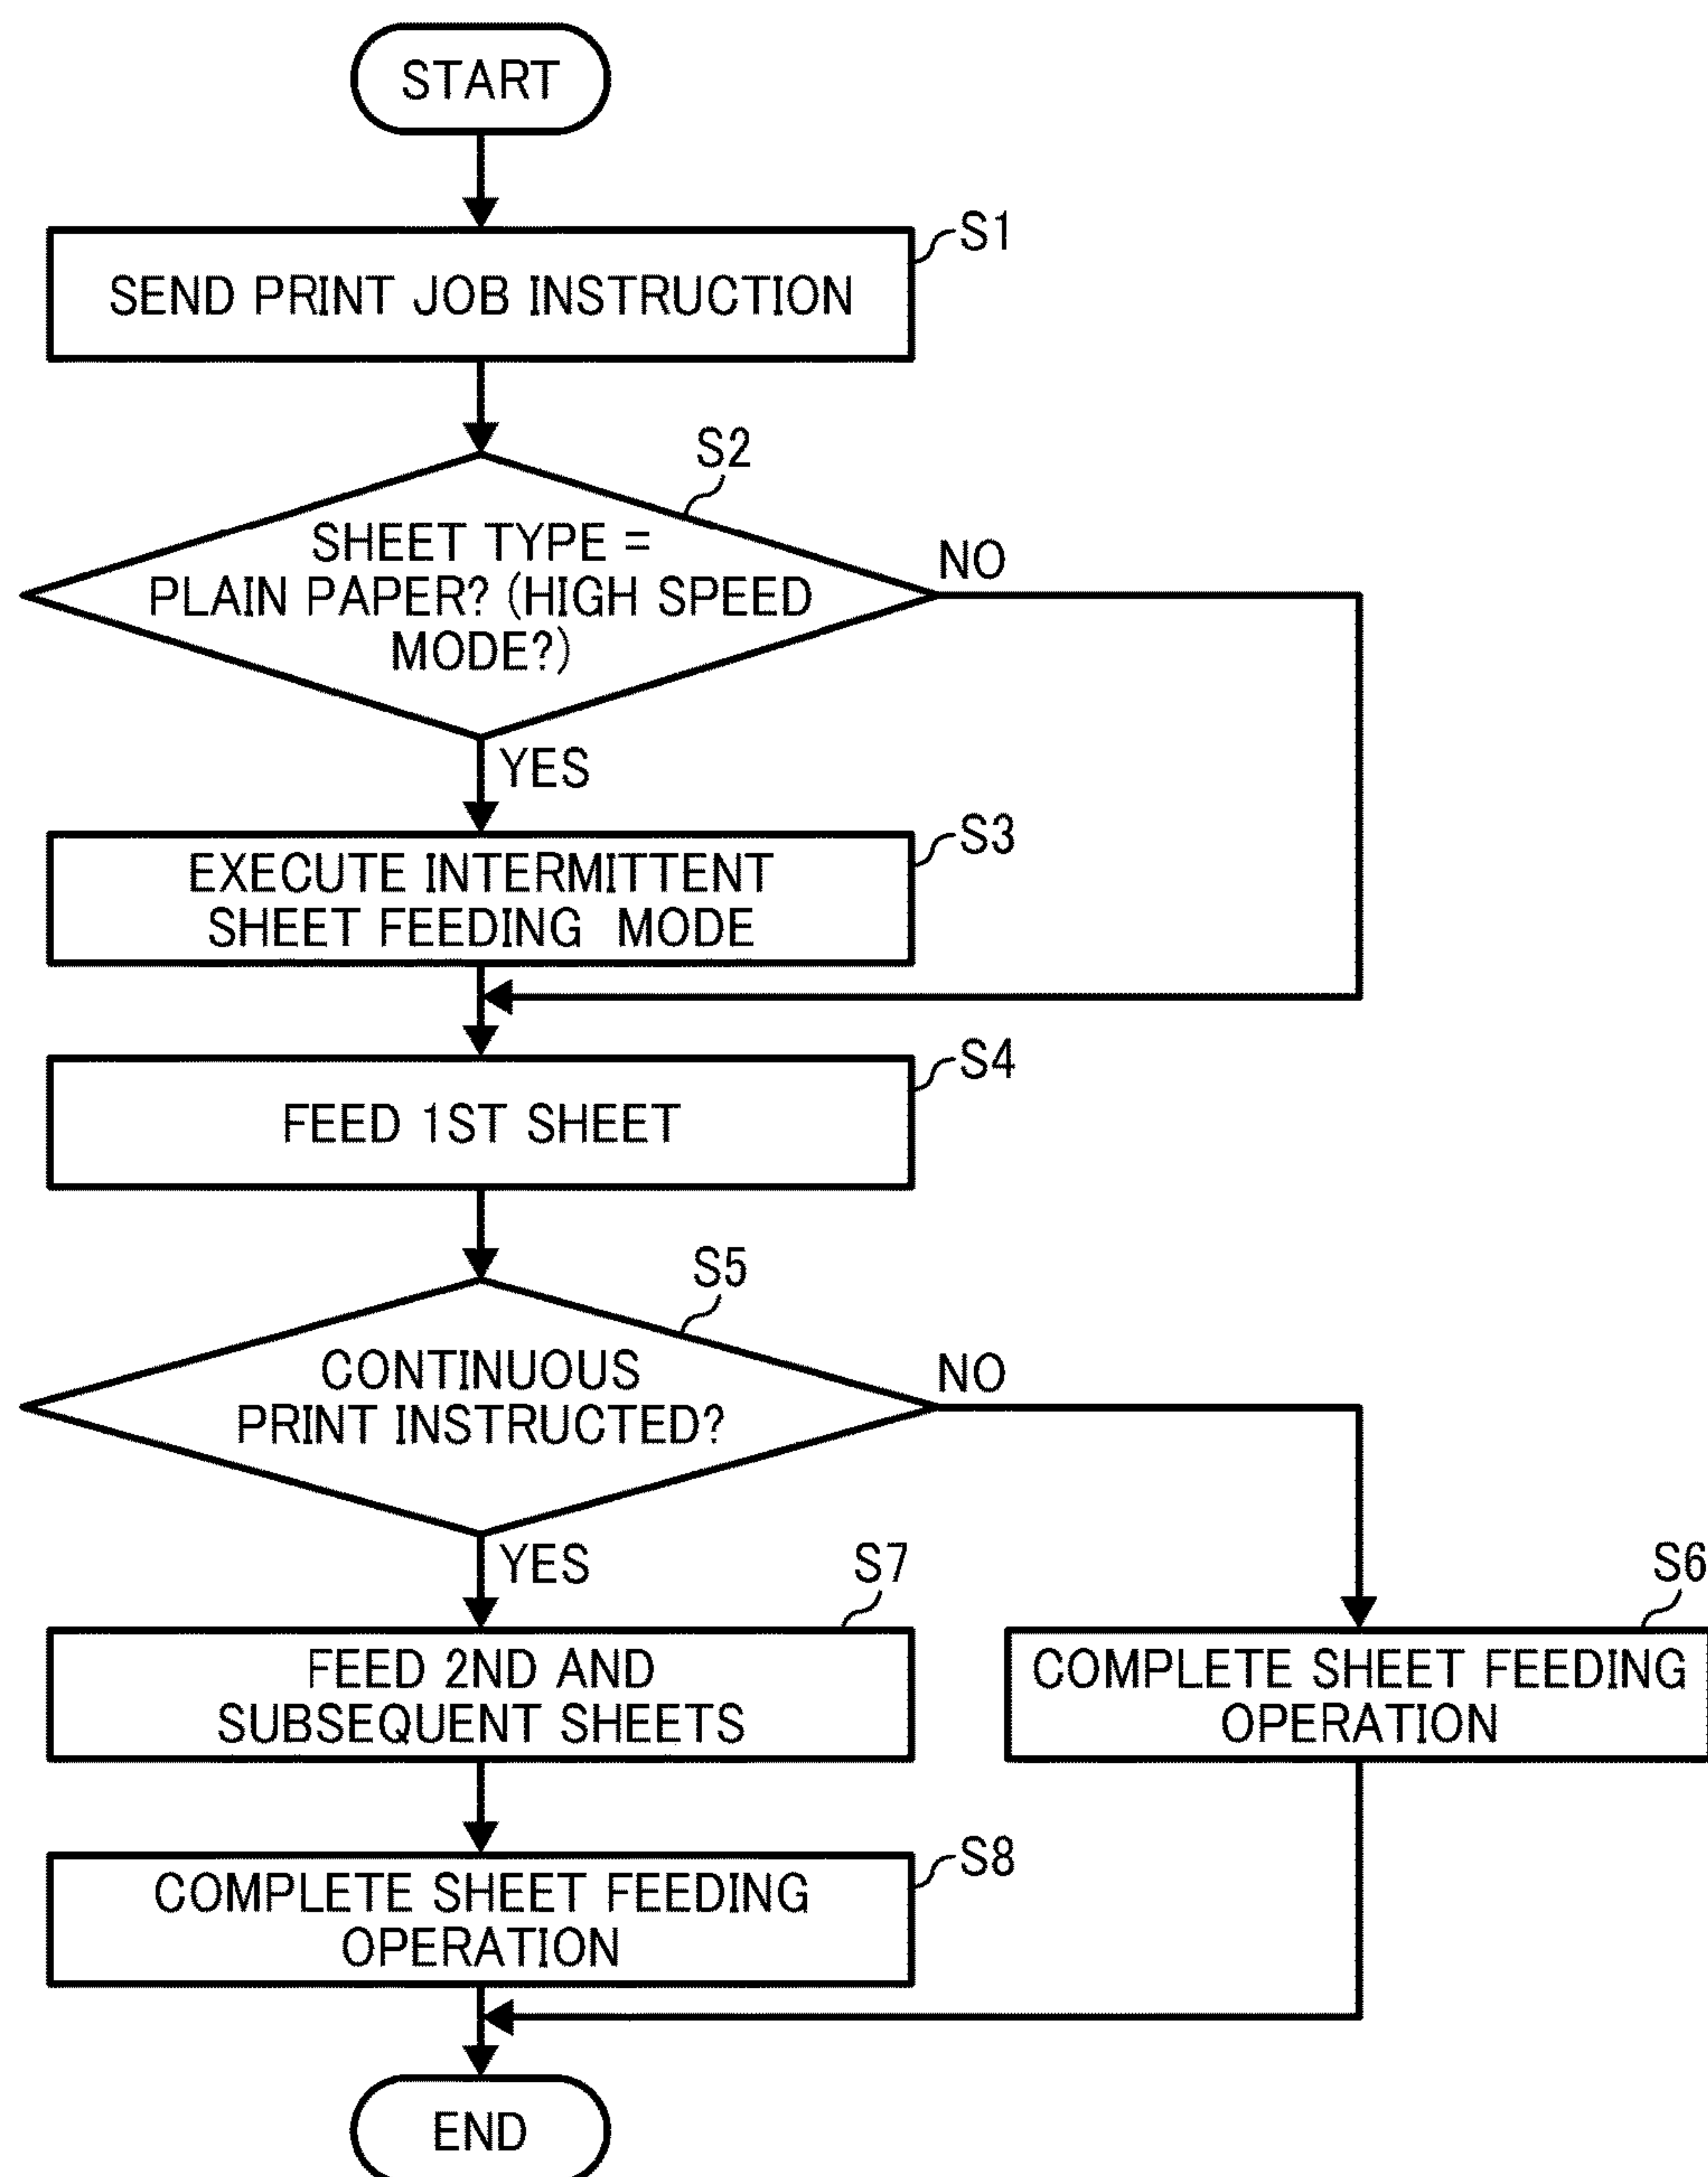 START
S1
SEND PRINT JOB INSTRUCTION
S2
SHEET TYPE =
PLAIN PAPER? (HIGH SPEED
MODE?)
NO
YES
S3
EXECUTE INTERMITTENT
SHEET FEEDING MODE
S4
FEED 1ST SHEET
S5
CONTINUOUS
PRINT INSTRUCTED?
NO
YES
S7
FEED 2ND AND
SUBSEQUENT SHEETS
S6
COMPLETE SHEET FEEDING
OPERATION
S8
COMPLETE SHEET FEEDING
OPERATION
END